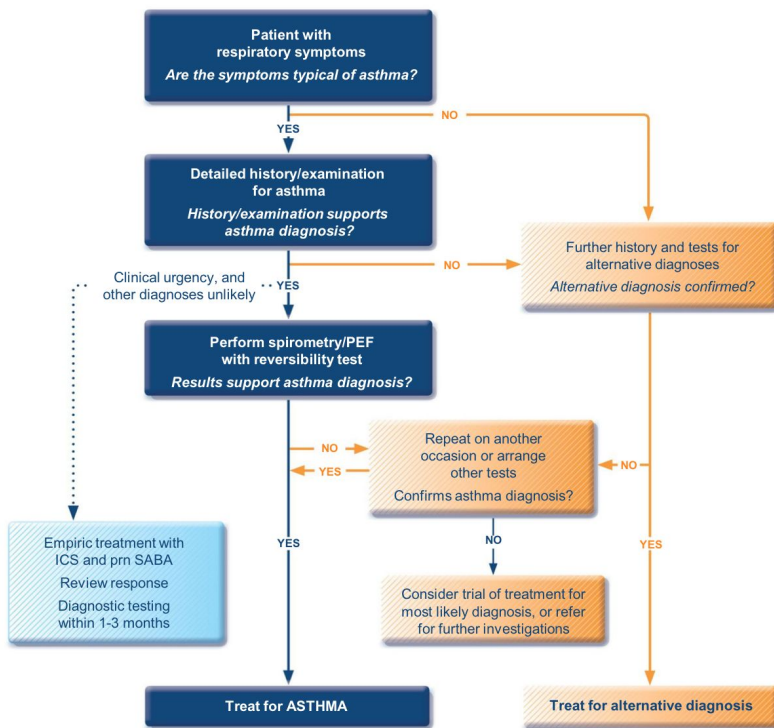 Patient with
respiratory symptoms
Are the symptoms typical of asthma?
NO
YES
Detailed history/examination
for asthma
History/examination supports
asthma diagnosis?
Further history and tests for
alternative diagnoses
Alternative diagnosis confirmed?
NO
Clinical urgency, and
other diagnoses unlikely
YES
Perform spirometry/PEF
with reversibility test
Results support asthma diagnosis?
Repeat on another
occasion or arrange
other tests
Confirms asthma diagnosis?
NO
YES
NO
YES
NO
YES
Empiric treatment with
ICS and prn SABA
Review response
Diagnostic testing
within 1-3 months
Consider trial of treatment for
most likely diagnosis, or refer
for further investigations
Treat for ASTHMA
Treat for alternative diagnosis